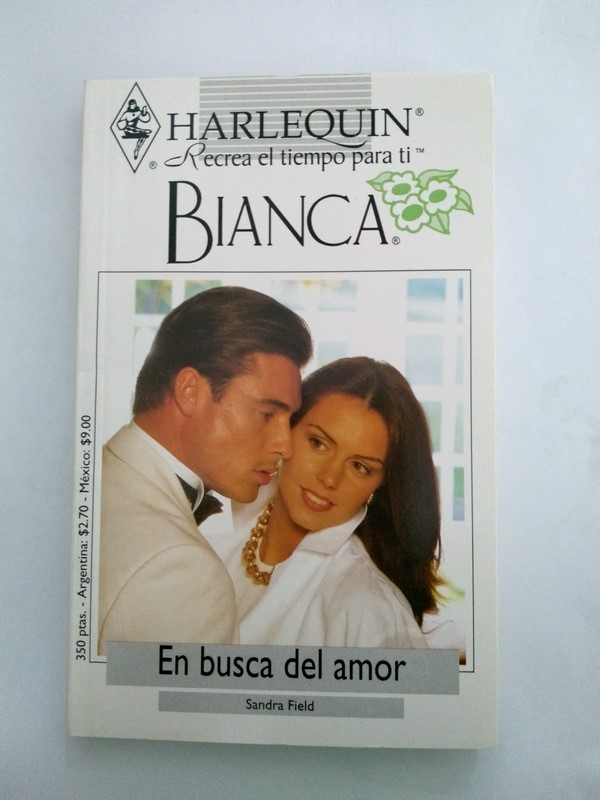 HARLEQUIN®
® Recrea el tiempo para ti™
BIANCA®
350 ptas. - Argentina: $2.70 - México: $9.00
En busca del amor
Sandra Field